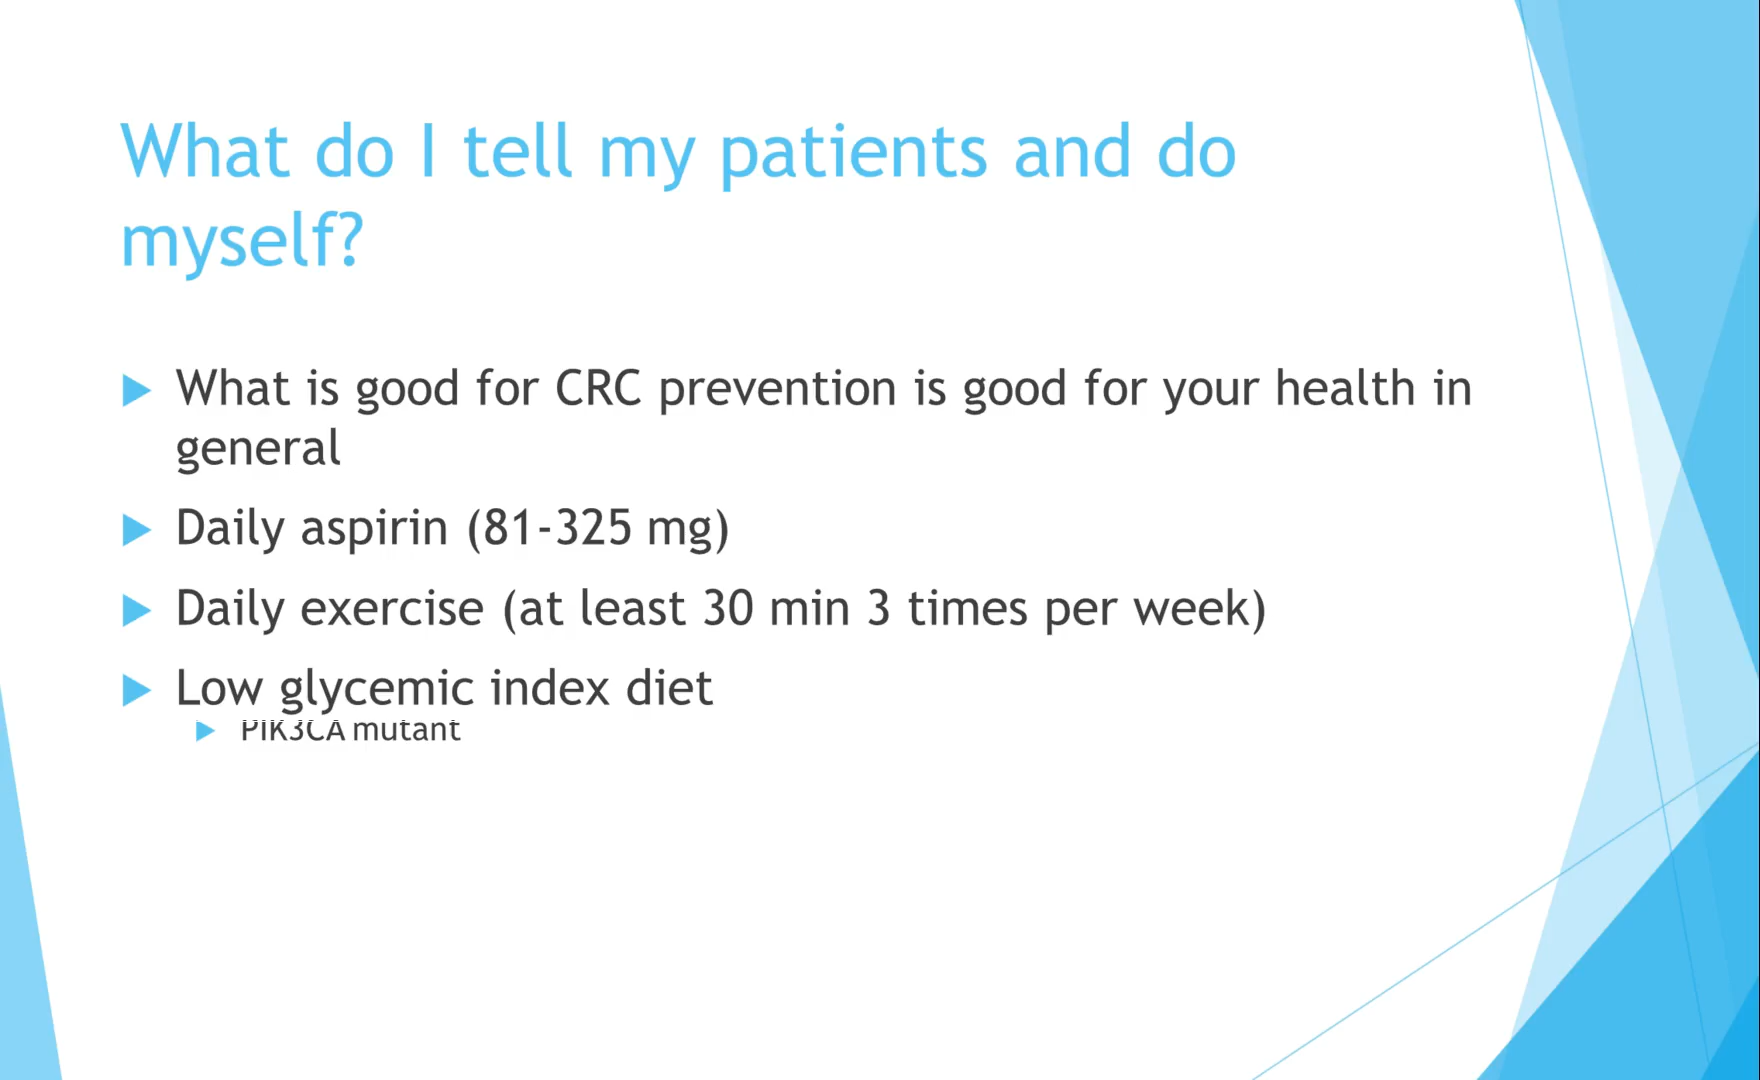 What do I tell my patients and do
myself?
What is good for CRC prevention is good for your health in
general
Daily aspirin (81-325 mg)
Daily exercise (at least 30 min 3 times per week)
Low glycemic index diet
PIK3CA mutant